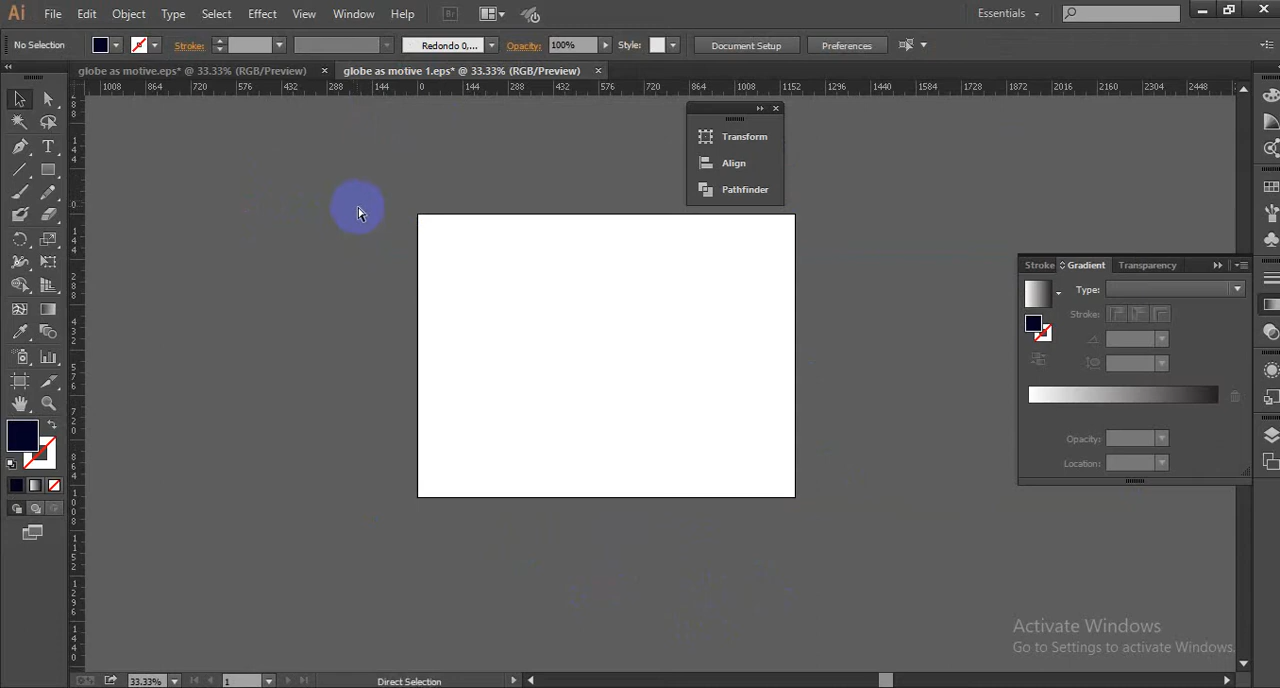 Ai File Edit Object Type Select Effect View Window Help Br Essentials
No Selection Stroke: Redondo 0,... Opacity: 100% Style: Document Setup Preferences
globe as motive.eps* @ 33.33% (RGB/Preview) globe as motive 1.eps* @ 33.33% (RGB/Preview)
1008 864 720 576 432 288 144 0 144 288 432 576 720 864 1008 1152 1296 1440 1584 1728 1872 2016 2160 2304 2448
Transform
Align
Pathfinder
Stroke Gradient Transparency
Type:
Stroke:
Opacity:
Location:
Activate Windows
Go to Settings to activate Windows.
33.33% 1 Direct Selection